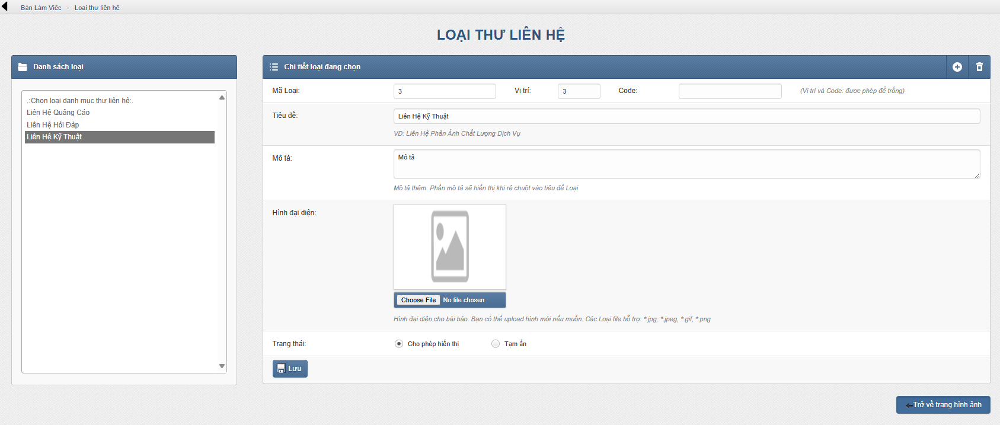 Bàn Làm Việc > Loại thư liên hệ
LOẠI THƯ LIÊN HỆ
Danh sách loại
.:Chọn loại danh mục thư liên hệ:.
Liên Hệ Quảng Cáo
Liên Hệ Hỏi Đáp
Liên Hệ Kỹ Thuật
Chi tiết loại đang chọn
Mã Loại: 3 Vị trí: 3 Code: (Vị trí và Code: được phép để trống)
Tiêu đề: Liên Hệ Kỹ Thuật
VD: Liên Hệ Phản Ánh Chất Lượng Dịch Vụ
Mô tả: Mô tả
Mô tả thêm. Phần mô tả sẽ hiển thị khi rê chuột vào tiêu đề Loại
Hình đại diện:
Choose File No file chosen
Hình đại diện cho bài báo. Bạn có thể upload hình mới nếu muốn. Các Loại file hỗ trợ: *.jpg, *.jpeg, *.gif, *.png
Trạng thái: Cho phép hiển thị Tạm ẩn
Lưu
Trở về trang hình ảnh